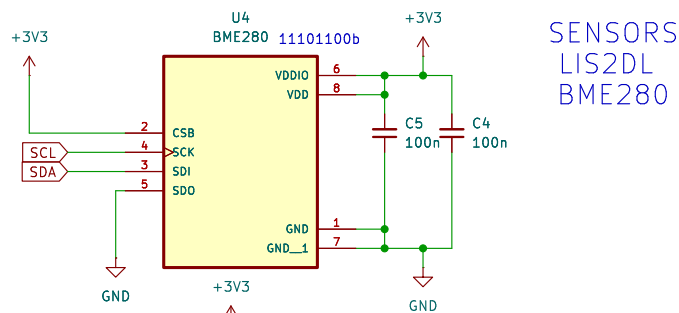 U4
BME280 11101100b
+3V3
+3V3
SENSORS
LIS2DL
BME280
VDDIO 6
VDD 8
2 CSB
4 SCK
3 SDI
5 SDO
SCL
SDA
C5
100n
C4
100n
GND 1
GND__1 7
GND
+3V3
GND